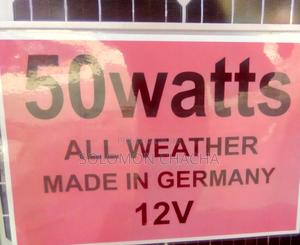 50watts
ALL WEATHER
SOLOMON CHACHA
MADE IN GERMANY
12V